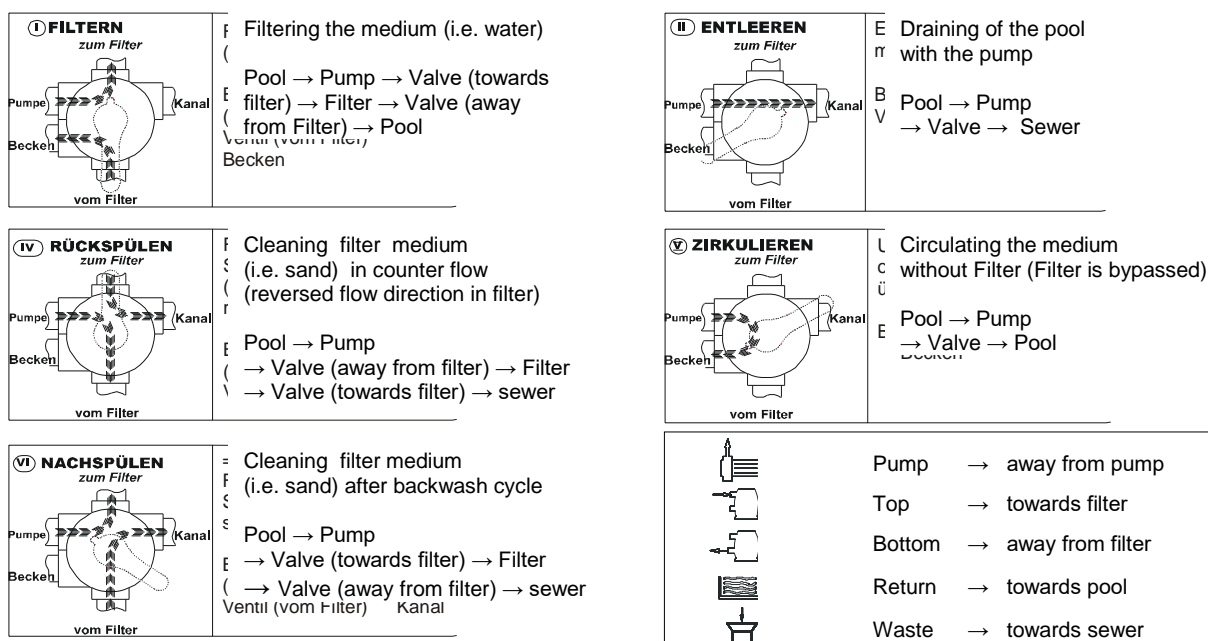 I FILTERN
zum Filter
Pumpe
Kanal
Becken
vom Filter
Filtering the medium (i.e. water)
Pool → Pump → Valve (towards
filter) → Filter → Valve (away
from Filter) → Pool
Ventil (vom Filter)
Becken
II ENTLEEREN
zum Filter
Pumpe
Kanal
Becken
vom Filter
Draining of the pool
with the pump
Pool → Pump
→ Valve → Sewer
IV RÜCKSPÜLEN
zum Filter
Pumpe
Kanal
Becken
vom Filter
Cleaning filter medium
(i.e. sand) in counter flow
(reversed flow direction in filter)
Pool → Pump
→ Valve (away from filter) → Filter
→ Valve (towards filter) → sewer
V ZIRKULIEREN
zum Filter
Pumpe
Kanal
Becken
vom Filter
Circulating the medium
without Filter (Filter is bypassed)
Pool → Pump
→ Valve → Pool
Becken
VI NACHSPÜLEN
zum Filter
Pumpe
Kanal
Becken
vom Filter
Cleaning filter medium
(i.e. sand) after backwash cycle
Pool → Pump
→ Valve (towards filter) → Filter
→ Valve (away from filter) → sewer
Ventil (vom Filter) Kanal
Pump → away from pump
Top → towards filter
Bottom → away from filter
Return → towards pool
Waste → towards sewer